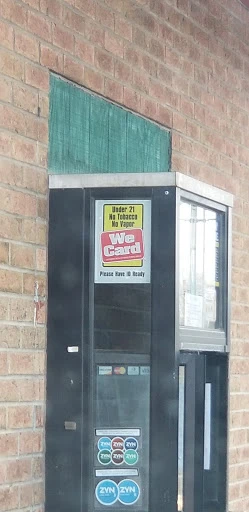 Under 21
No Tobacco
No Vapor
We
Card
Please Have ID Ready
ZYN ZYN ZYN
ZYN ZYN ZYN
ZYN ZYN